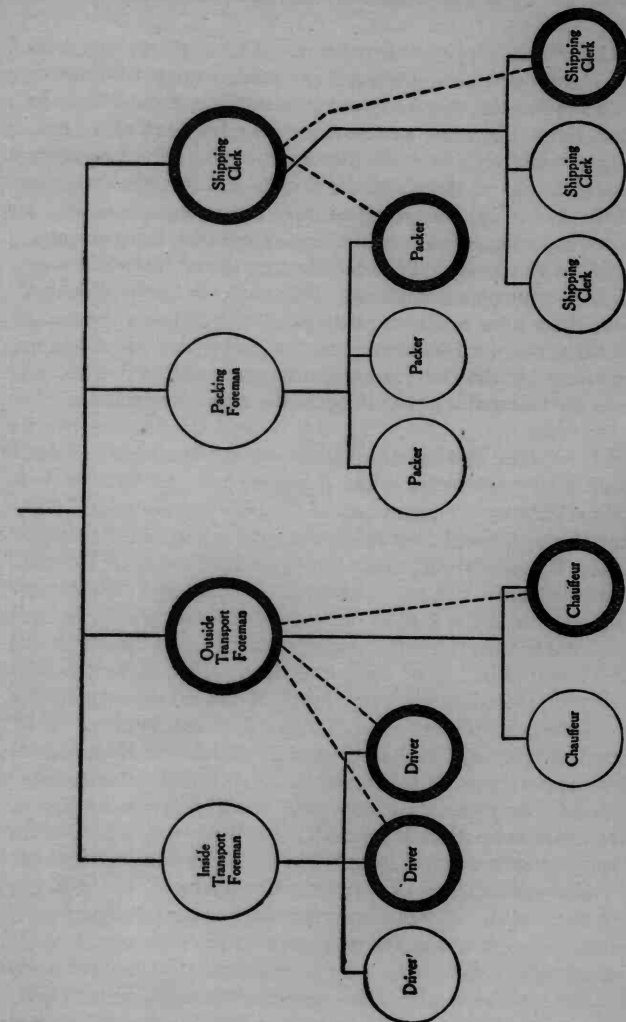 Inside
Transport
Foreman
Outside
Transport
Foreman
Packing
Foreman
Shipping
Clerk
Driver'
Driver
Driver
Packer
Packer
Packer
Chauffeur
Chauffeur
Shipping
Clerk
Shipping
Clerk
Shipping
Clerk